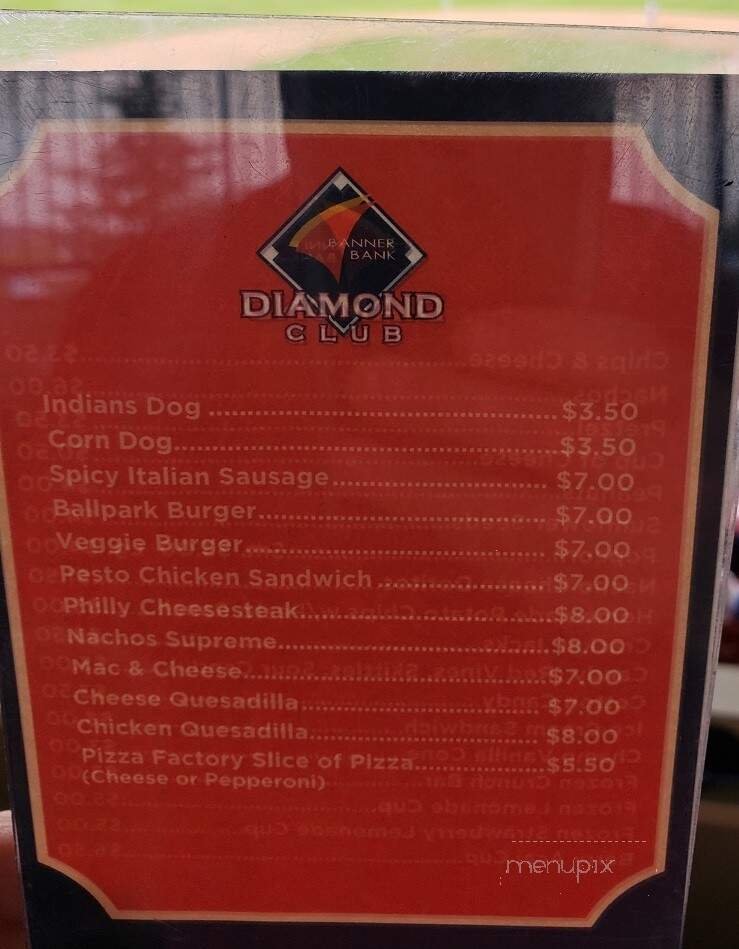 BANNER
BANK
DIAMOND
CLUB
Indians Dog ........ $3.50
Corn Dog........ $3.50
Spicy Italian Sausage........ $7.00
Ballpark Burger........ $7.00
Veggie Burger........ $7.00
Pesto Chicken Sandwich ........ $7.00
Philly Cheesesteak........ $8.00
Nachos Supreme........ $8.00
Mac & Cheese........ $7.00
Cheese Quesadilla........ $7.00
Chicken Quesadilla........ $8.00
Pizza Factory Slice of Pizza........ $5.50
(Cheese or Pepperoni)
menupix